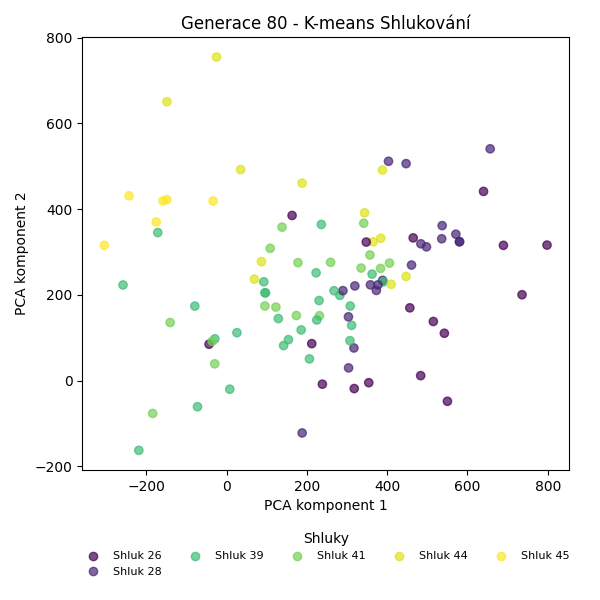 Generace 80 - K-means Shlukování
PCA komponent 2
800
600
400
200
0
−200
−200
0
200
400
600
800
PCA komponent 1
Shluky
Shluk 26
Shluk 39
Shluk 41
Shluk 44
Shluk 45
Shluk 28